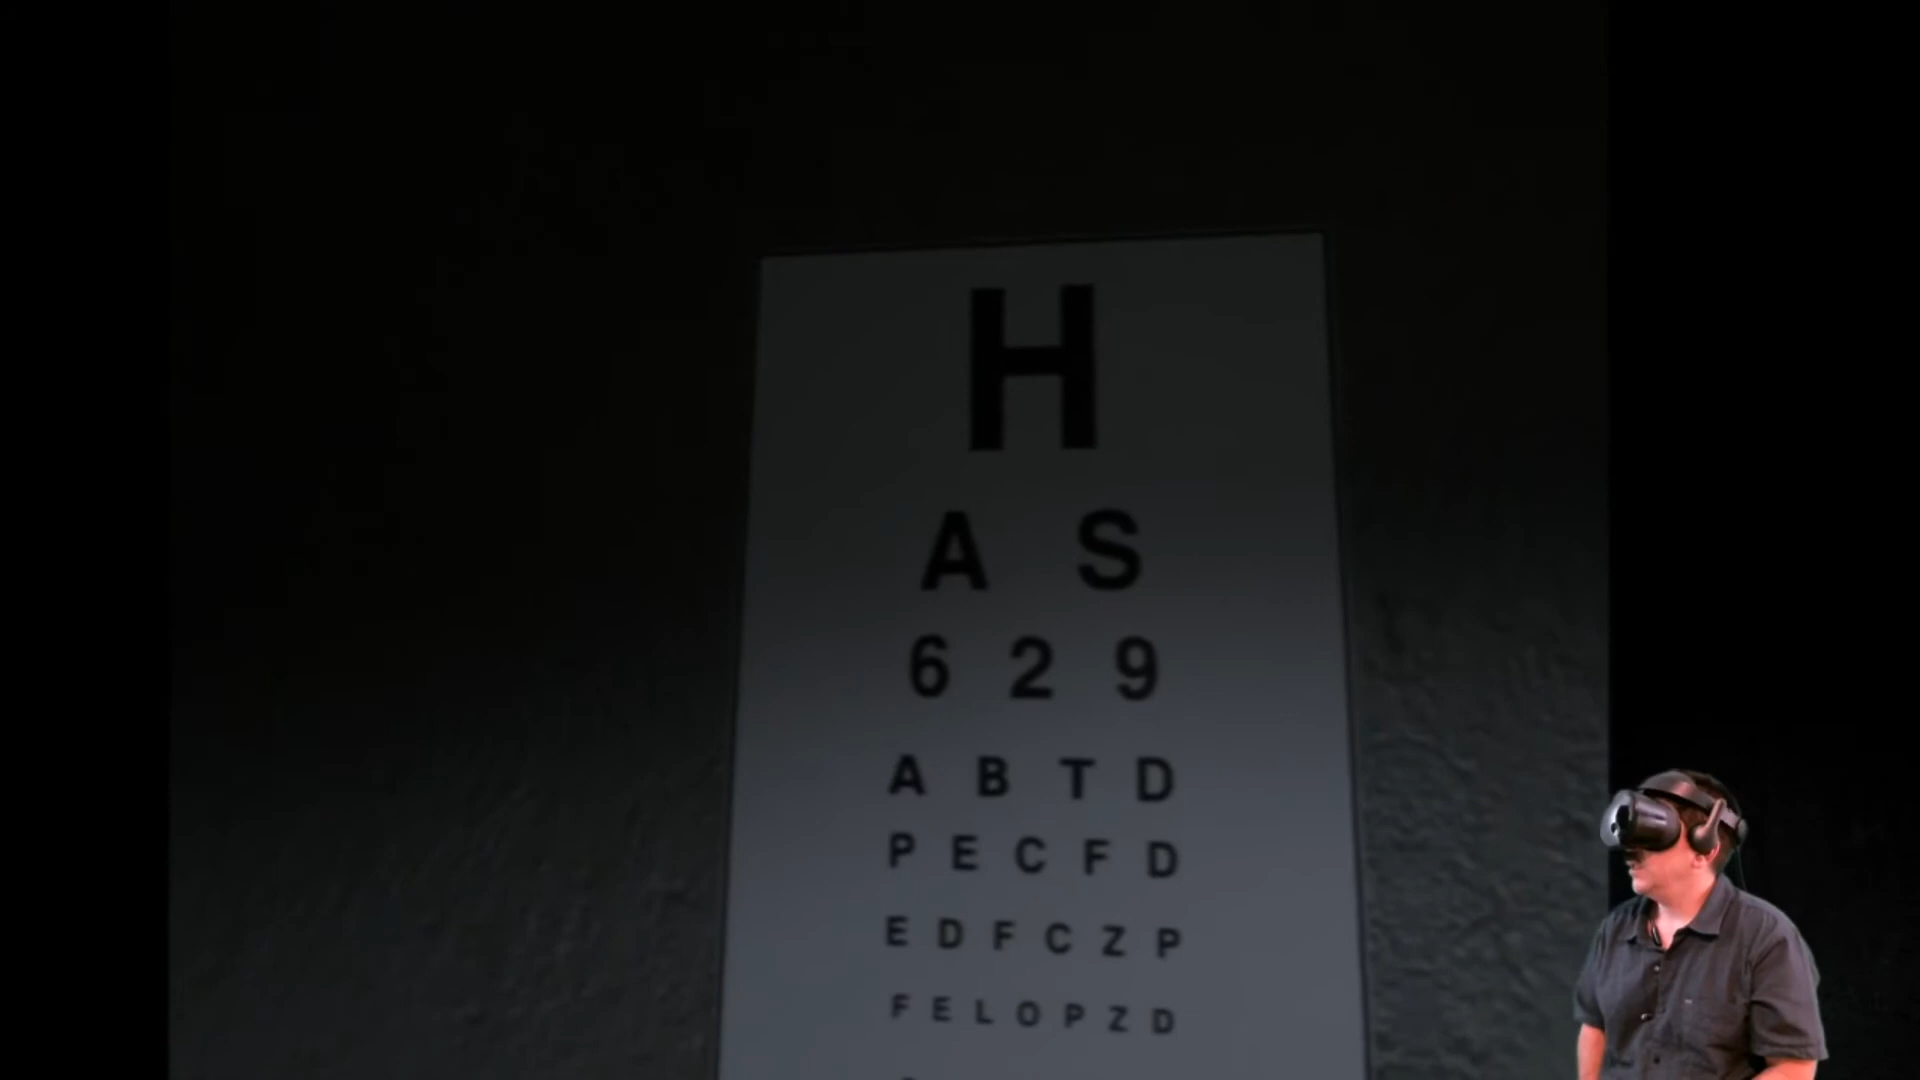 H
A S
6 2 9
A B T D
P E C F D
E D F C Z P
F E L O P Z D